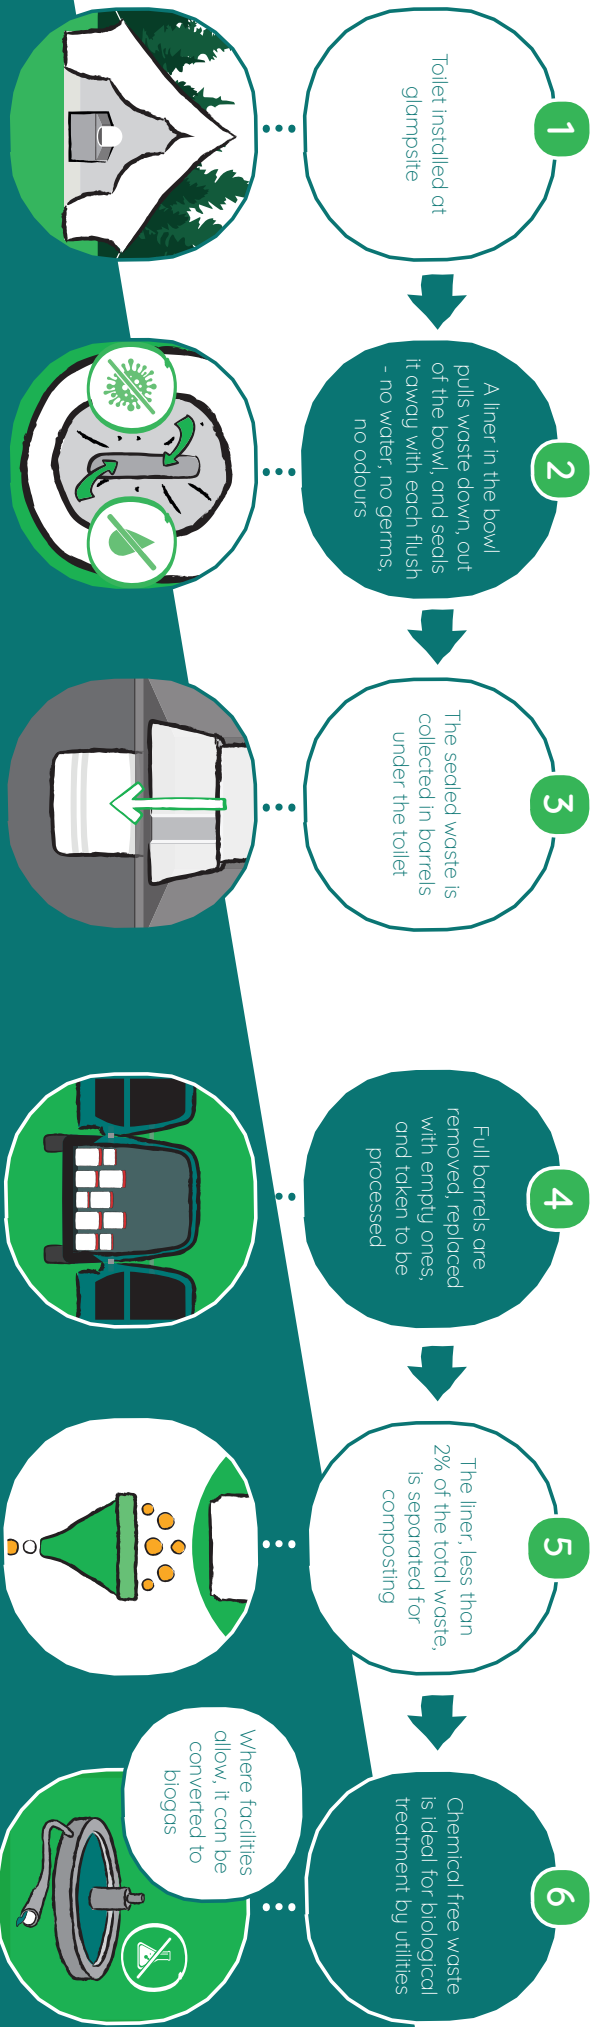 1
Toilet installed at
glampsite
2
A liner in the bowl
pulls waste down, out
of the bowl, and seals
it away with each flush
- no water, no germs,
no odours
3
The sealed waste is
collected in barrels
under the toilet
4
Full barrels are
removed, replaced
with empty ones,
and taken to be
processed
5
The liner, less than
2% of the total waste,
is separated for
composting
6
Chemical free waste
is ideal for biological
treatment by utilities
Where facilities
allow, it can be
converted to
biogas